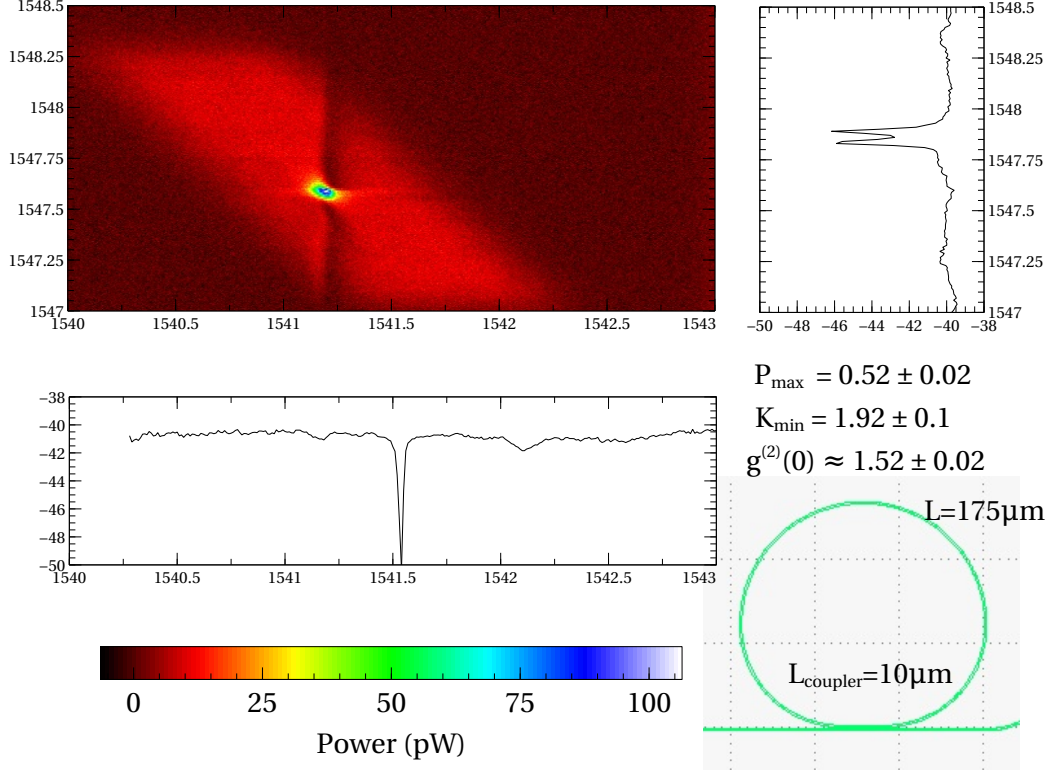 1548.5
1548.25
1548
1547.75
1547.5
1547.25
1547
1540 1540.5 1541 1541.5 1542 1542.5 1543
1548.5
1548
1547.75
1547.5
1547.25
1547
−50 −48 −46 −44 −42 −40 −38
−38
−40
−42
−44
−46
−48
−50
1540 1540.5 1541 1541.5 1542 1542.5 1543
P_max = 0.52 ± 0.02
K_min = 1.92 ± 0.1
g^(2)(0) ≈ 1.52 ± 0.02
L=175μm
L_coupler=10μm
0 25 50 75 100
Power (pW)